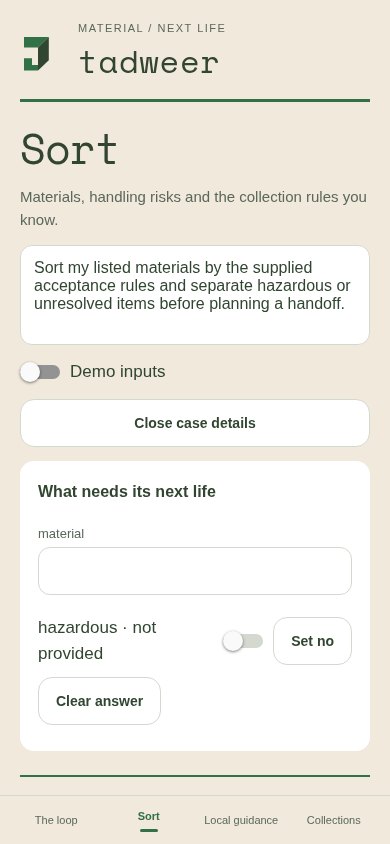 MATERIAL / NEXT LIFE
tadweer
Sort
Materials, handling risks and the collection rules you
know.
Sort my listed materials by the supplied
acceptance rules and separate hazardous or
unresolved items before planning a handoff.
Demo inputs
Close case details
What needs its next life
material
hazardous · not
provided
Set no
Clear answer
The loop
Sort
Local guidance
Collections